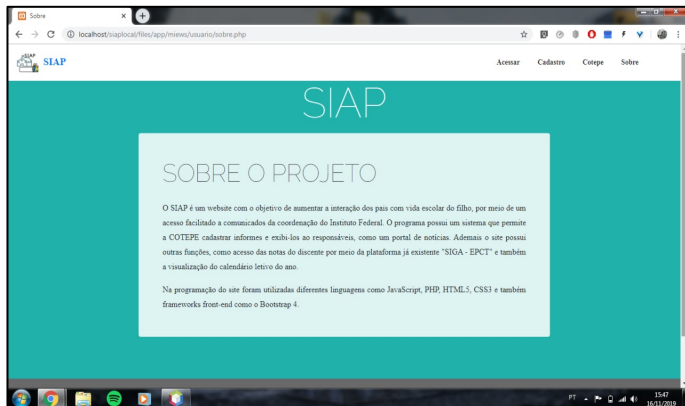 Sobre
localhost/siaplocal/files/app/miews/usuario/sobre.php
SIAP
SIAP
Acessar Cadastro Cotepe Sobre
SIAP
SOBRE O PROJETO
O SIAP é um website com o objetivo de aumentar a interação dos pais com vida escolar do filho, por meio de um
acesso facilitado a comunicados da coordenação do Instituto Federal. O programa possui um sistema que permite
a COTEPE cadastrar informes e exibi-los ao responsáveis, como um portal de notícias. Ademais o site possui
outras funções, como acesso das notas do discente por meio da plataforma já existente "SIGA - EPCT" e também
a visualização do calendário letivo do ano.
Na programação do site foram utilizadas diferentes linguagens como JavaScript, PHP, HTML5, CSS3 e também
frameworks front-end como o Bootstrap 4.
PT
15:47
16/11/2019